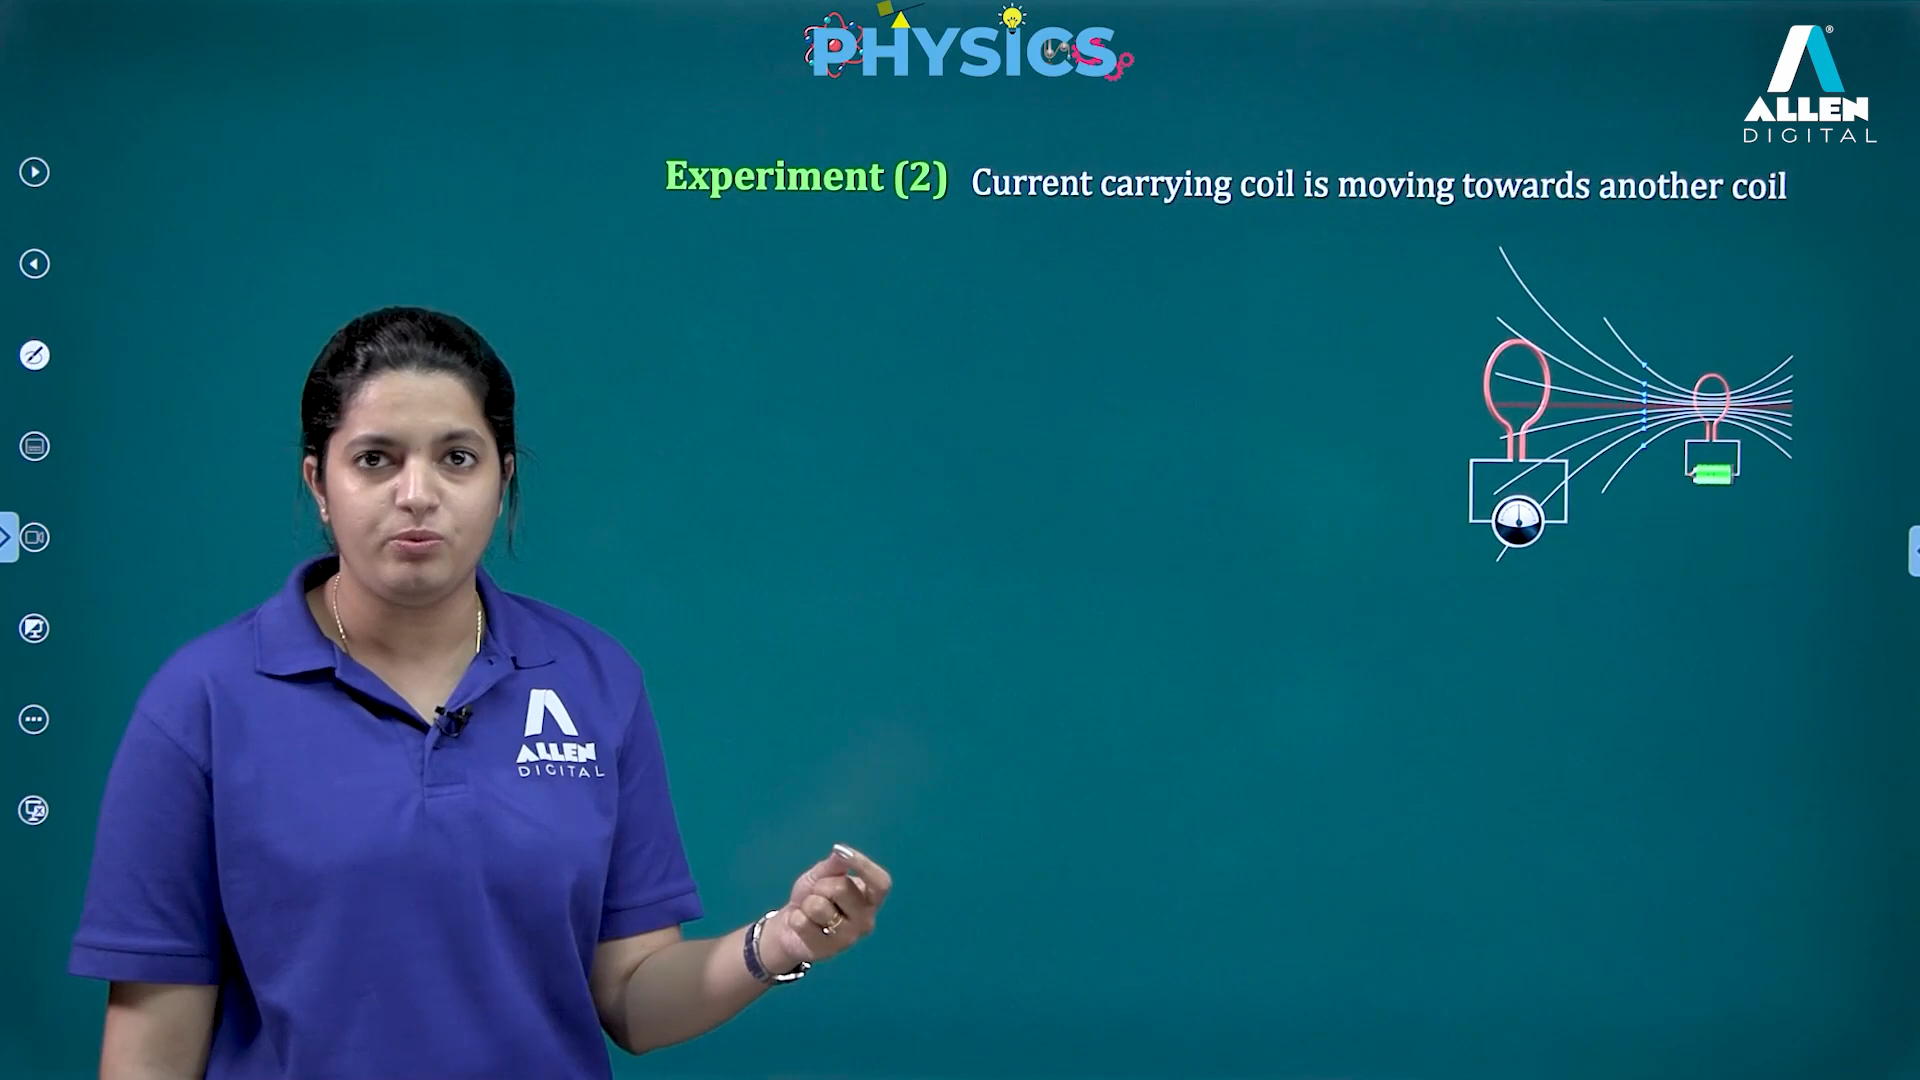 PHYSICS
ALLEN
DIGITAL
Experiment (2) Current carrying coil is moving towards another coil
ALLEN
DIGITAL